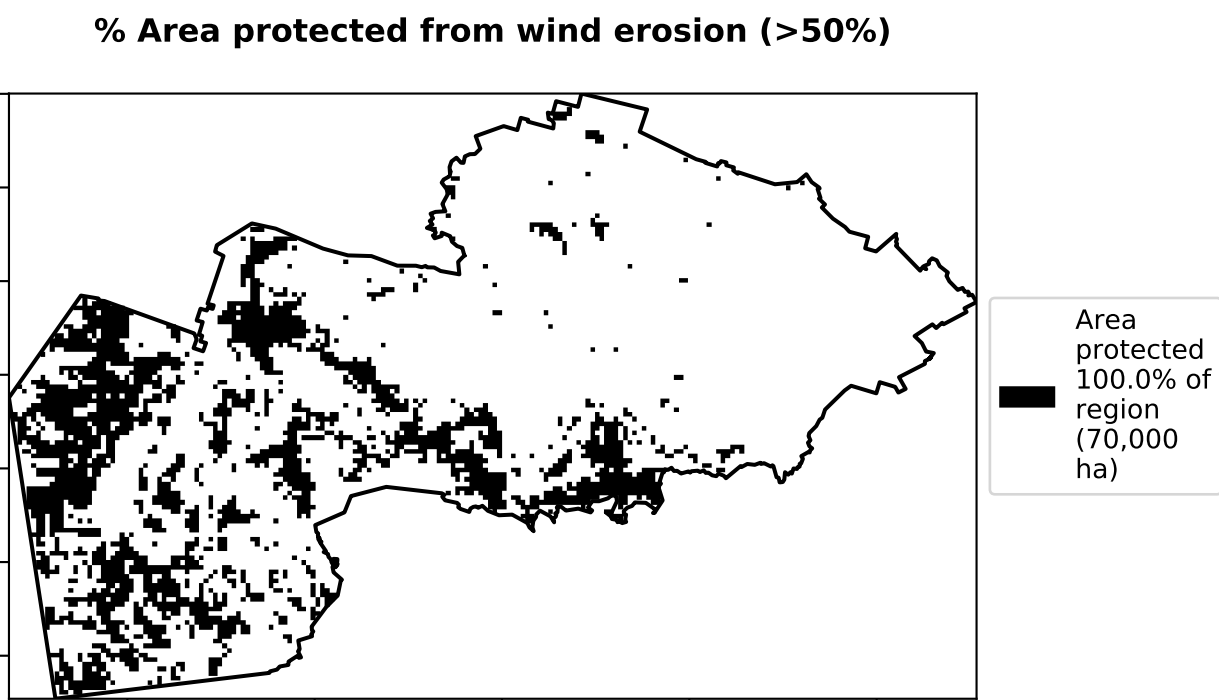 % Area protected from wind erosion (>50%)
Area
protected
100.0% of
region
(70,000
ha)